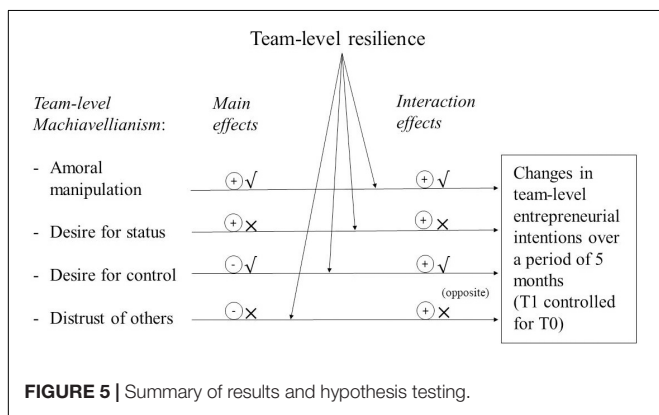 Team-level resilience
Team-level Machiavellianism:
Main effects
Interaction effects
- Amoral manipulation
+ √
+ √
- Desire for status
+ ×
+ ×
- Desire for control
- √
+ √
(opposite)
- Distrust of others
- ×
+ ×
Changes in
team-level
entrepreneurial
intentions over
a period of 5
months
(T1 controlled
for T0)
FIGURE 5 | Summary of results and hypothesis testing.